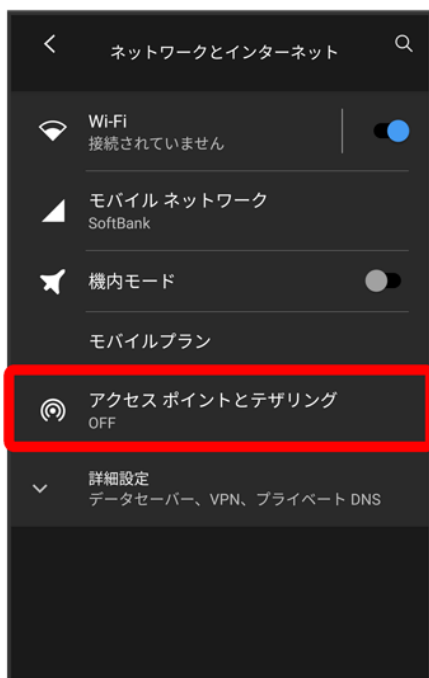 ネットワークとインターネット
Wi-Fi
接続されていません
モバイル ネットワーク
SoftBank
機内モード
モバイルプラン
アクセス ポイントとテザリング
OFF
詳細設定
データセーバー、VPN、プライベート DNS